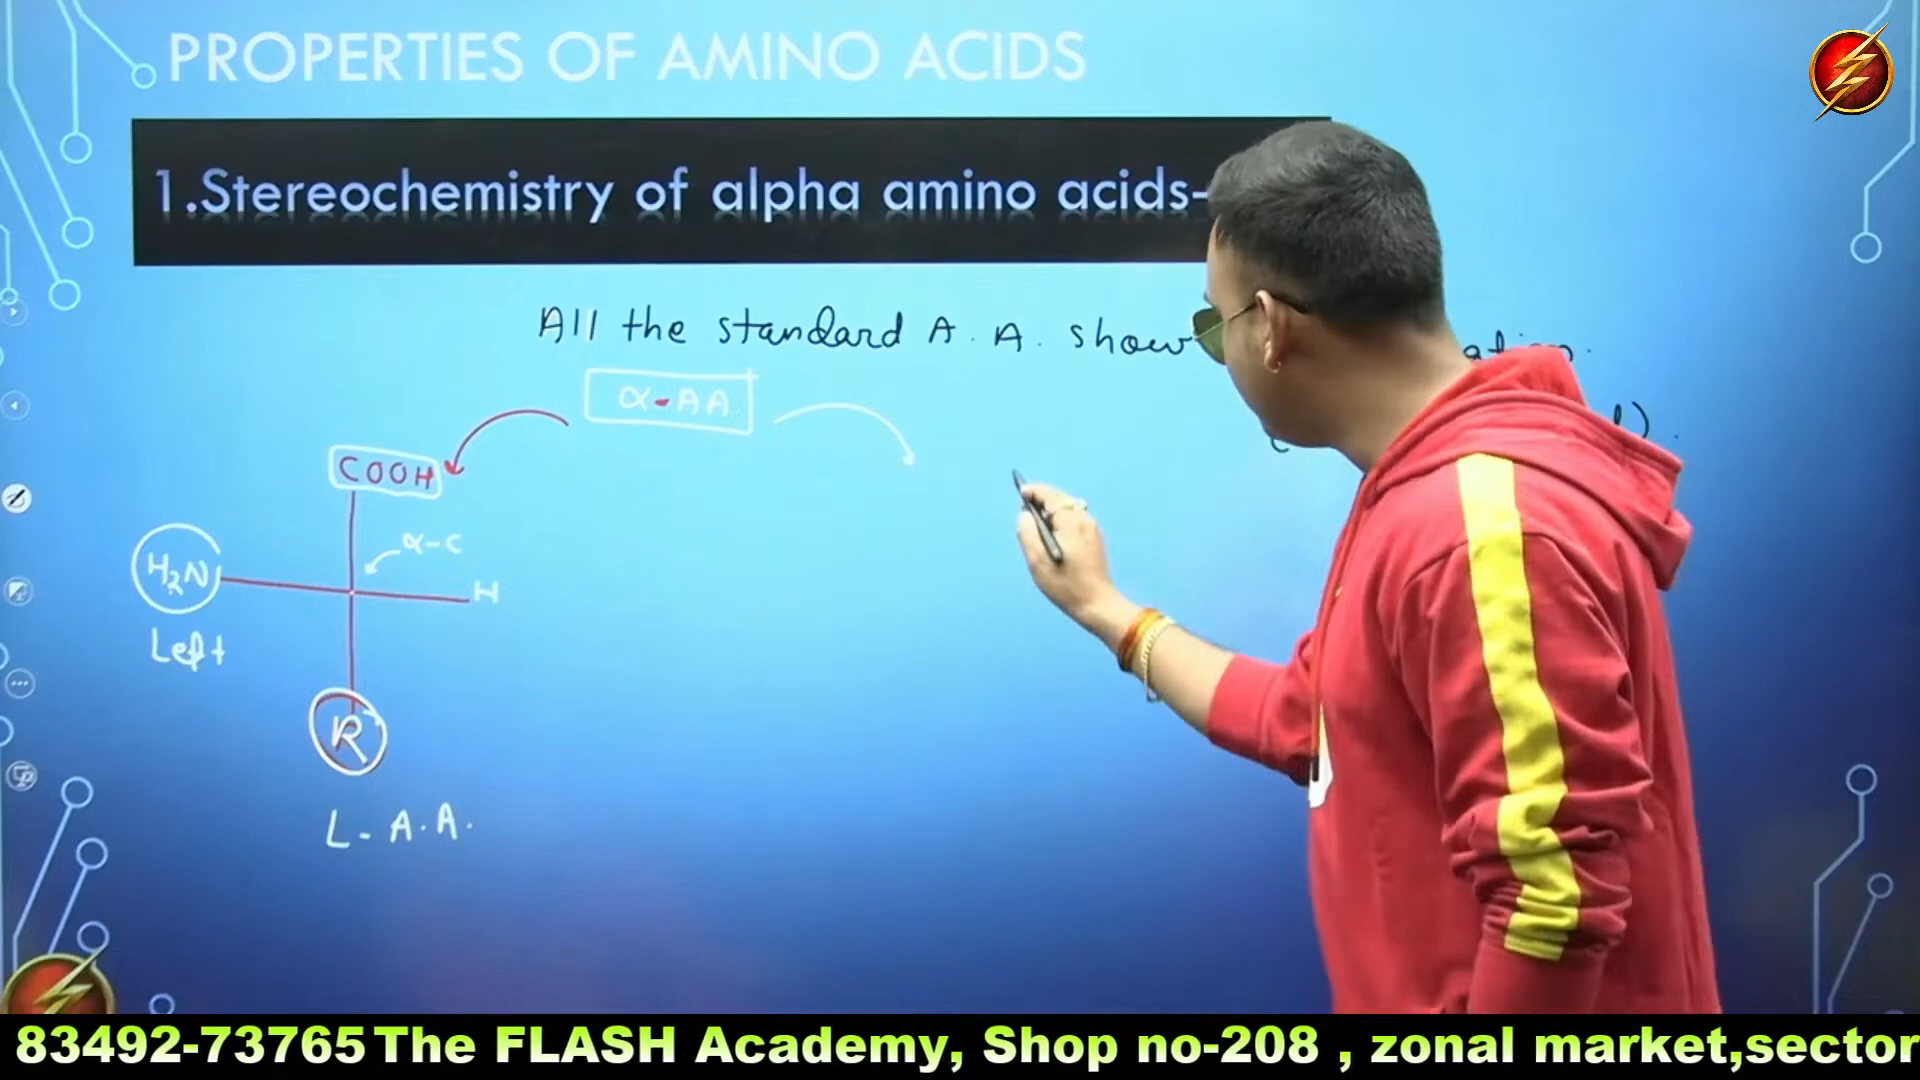 PROPERTIES OF AMINO ACIDS
1.Stereochemistry of alpha amino acids-
All the standard A. A. show
α-AA.
COOH
α-c
H₂N
H
Left
R
L- A.A.
83492-73765 The FLASH Academy, Shop no-208 , zonal market,sector